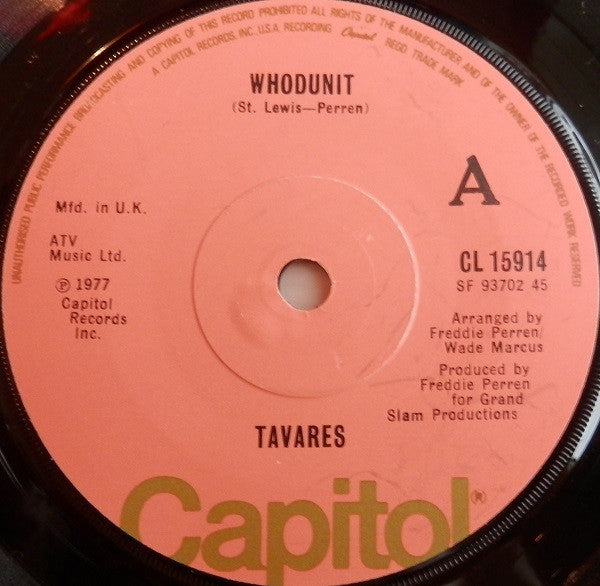 UNAUTHORISED PUBLIC PERFORMANCE BROADCASTING AND COPYING OF THIS RECORD PROHIBITED ALL RIGHTS OF THE MANUFACTURER AND OF THE OWNER OF THE RECORDED WORK RESERVED
A CAPITOL RECORDS INC. U.S.A. RECORDING Capitol REGD TRADE MARK
WHODUNIT
(St. Lewis—Perren)
A
Mfd. in U.K.
ATV
Music Ltd.
℗ 1977
Capitol
Records
Inc.
CL 15914
SF 93702 45
Arranged by
Freddie Perren/
Wade Marcus
Produced by
Freddie Perren
for Grand
Slam Productions
TAVARES
Capitol®